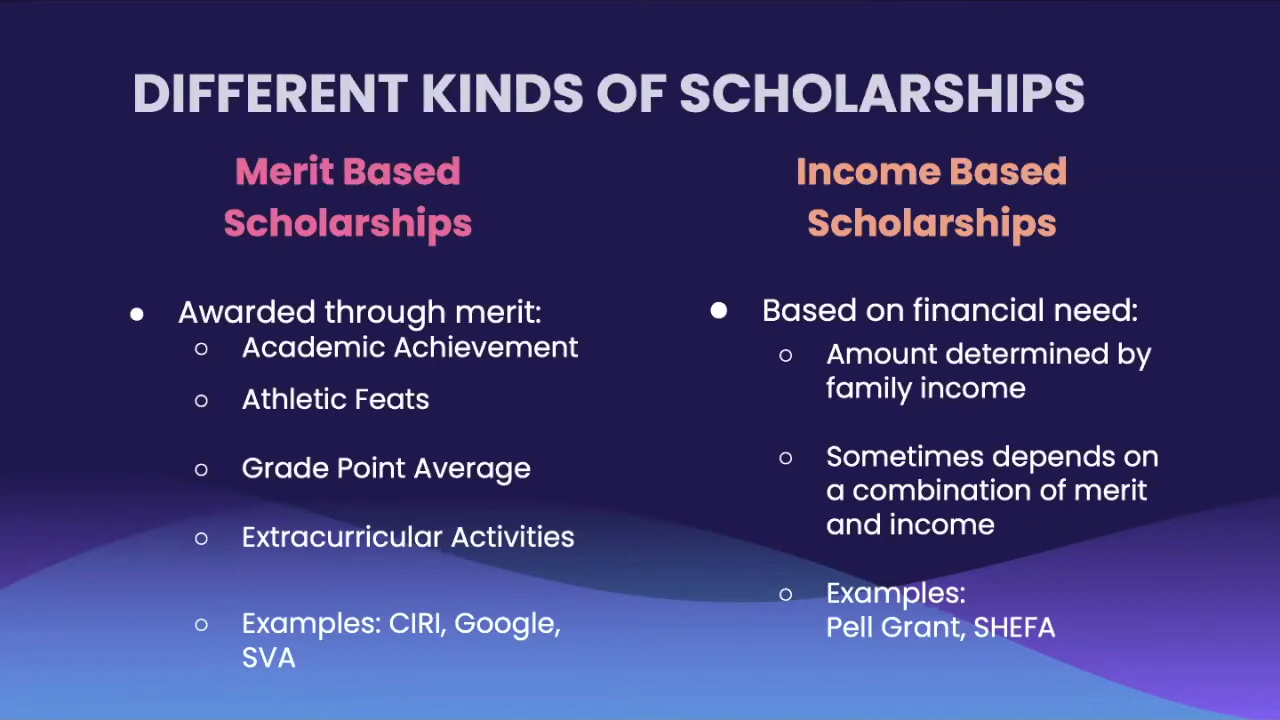 DIFFERENT KINDS OF SCHOLARSHIPS
Merit Based
Scholarships
● Awarded through merit:
○ Academic Achievement
○ Athletic Feats
○ Grade Point Average
○ Extracurricular Activities
○ Examples: CIRI, Google,
SVA
Income Based
Scholarships
● Based on financial need:
○ Amount determined by
family income
○ Sometimes depends on
a combination of merit
and income
○ Examples:
Pell Grant, SHEFA